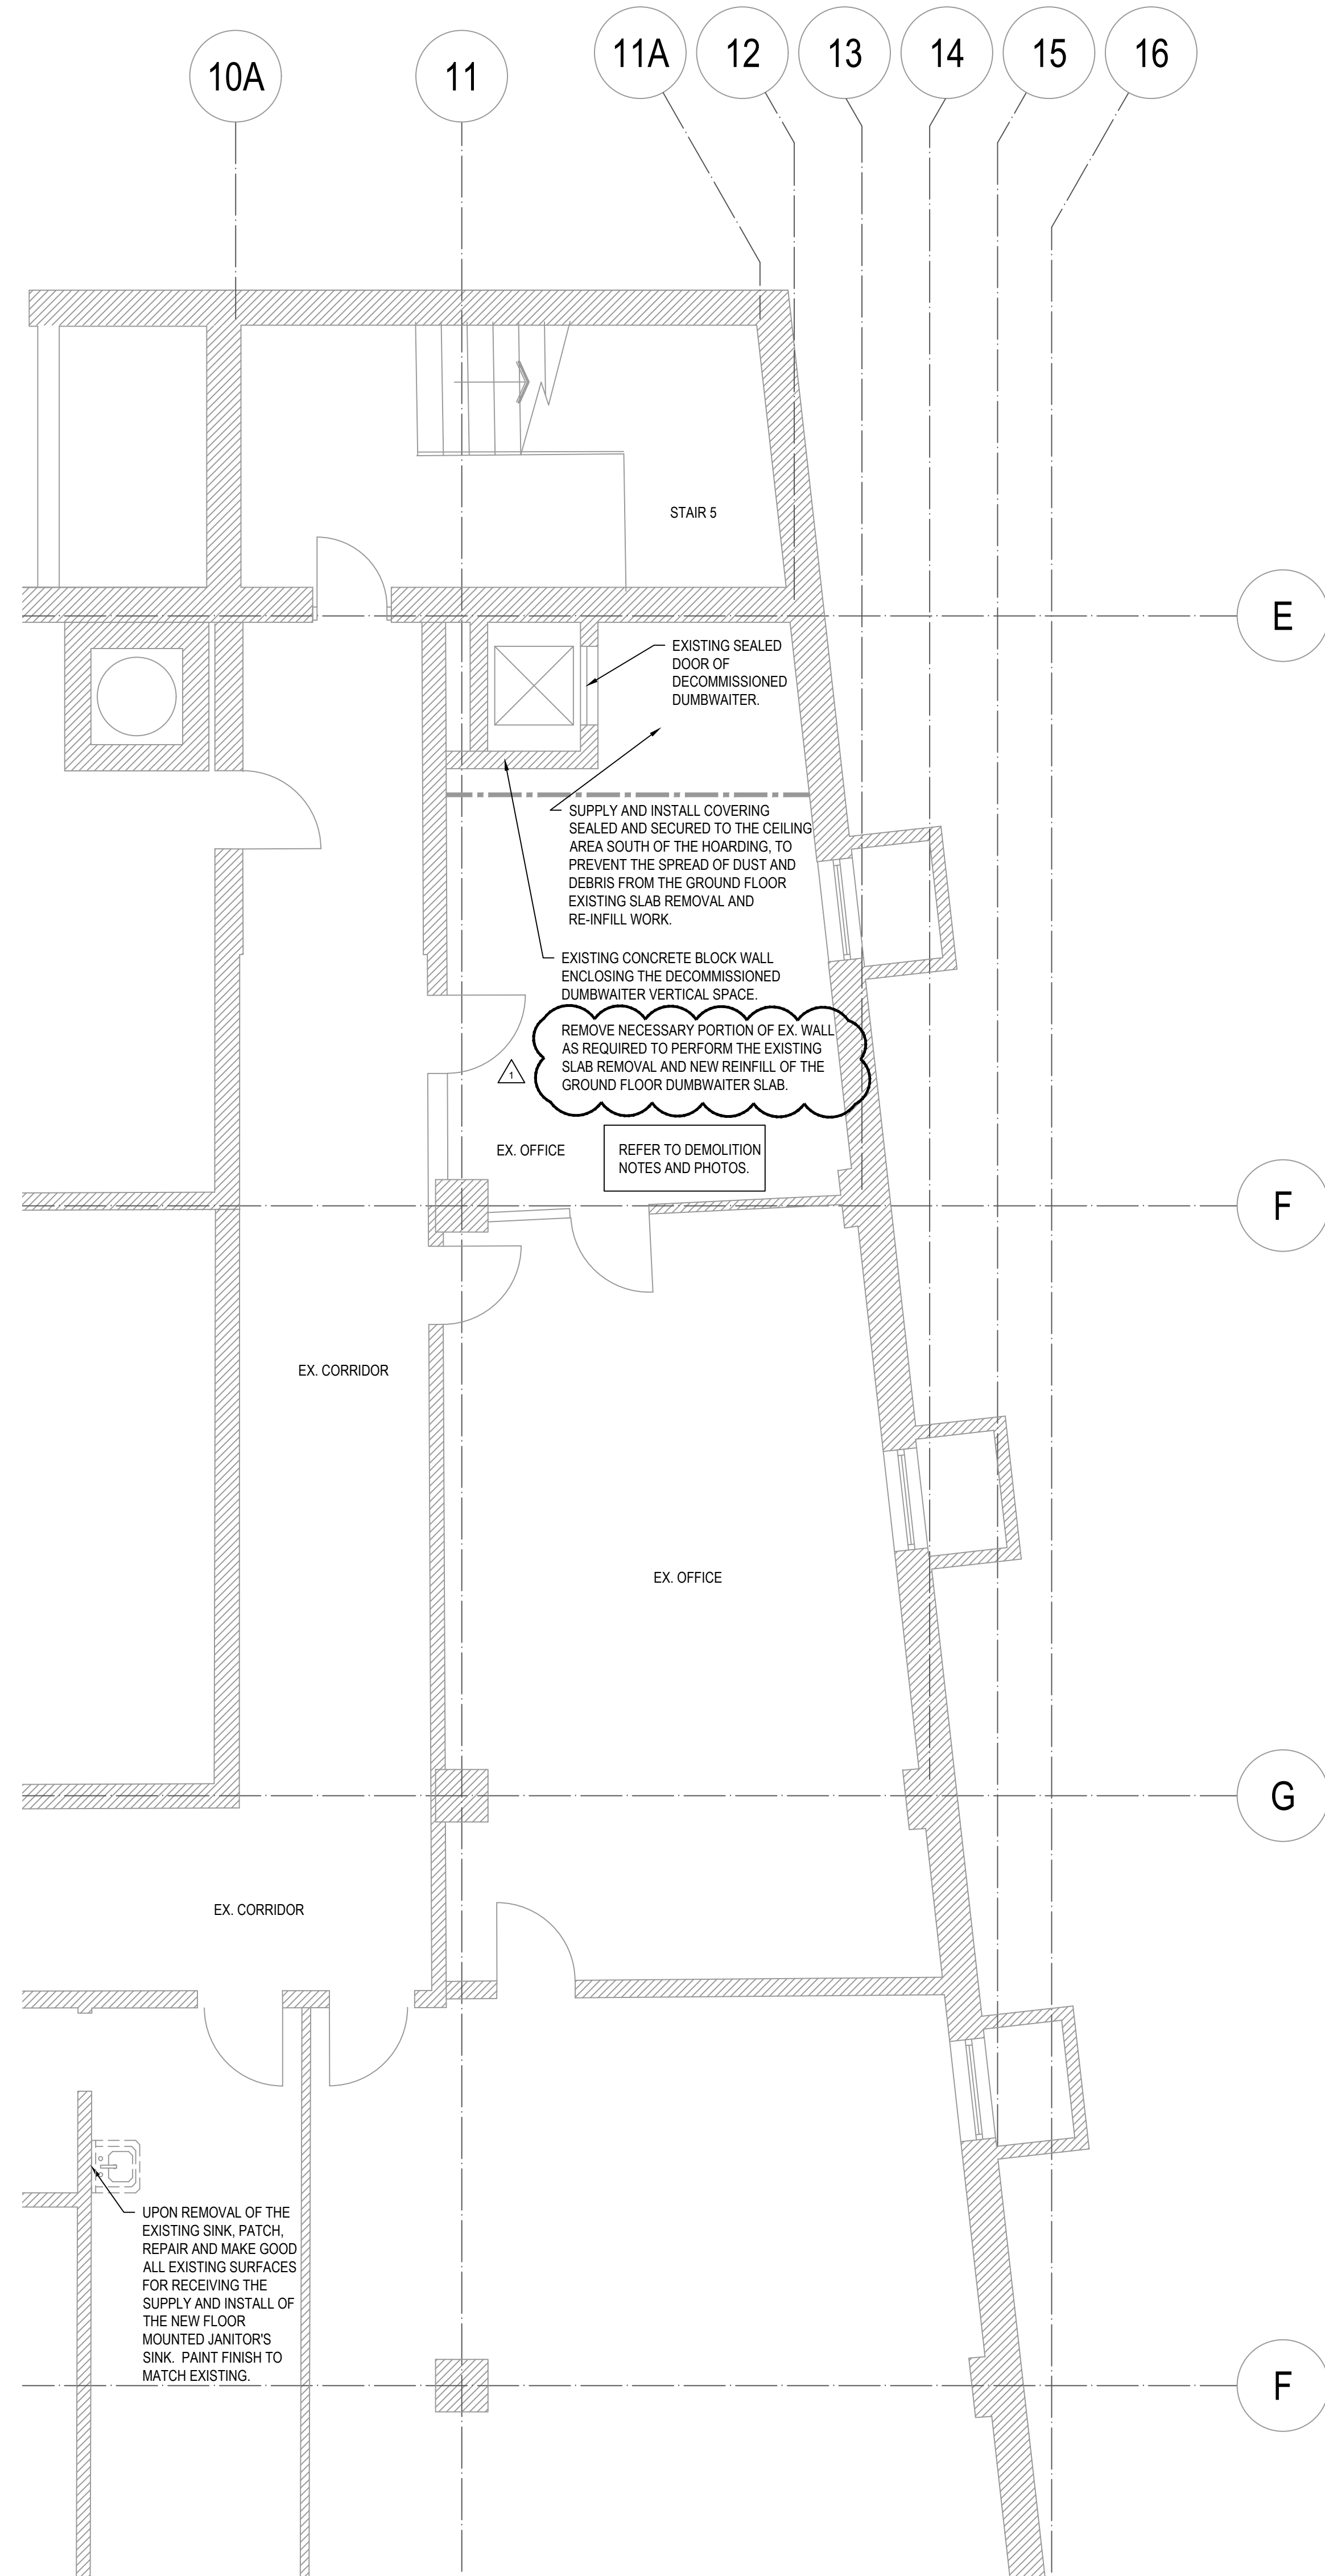 10A
11
11A
12
13
14
15
16
STAIR 5
E
EXISTING SEALED
DOOR OF
DECOMMISSIONED
DUMBWAITER.
SUPPLY AND INSTALL COVERING
SEALED AND SECURED TO THE CEILING
AREA SOUTH OF THE HOARDING, TO
PREVENT THE SPREAD OF DUST AND
DEBRIS FROM THE GROUND FLOOR
EXISTING SLAB REMOVAL AND
RE-INFILL WORK.
EXISTING CONCRETE BLOCK WALL
ENCLOSING THE DECOMMISSIONED
DUMBWAITER VERTICAL SPACE.
REMOVE NECESSARY PORTION OF EX. WALL
AS REQUIRED TO PERFORM THE EXISTING
SLAB REMOVAL AND NEW REINFILL OF THE
GROUND FLOOR DUMBWAITER SLAB.
1
EX. OFFICE
REFER TO DEMOLITION
NOTES AND PHOTOS.
F
EX. CORRIDOR
EX. OFFICE
G
EX. CORRIDOR
UPON REMOVAL OF THE
EXISTING SINK, PATCH,
REPAIR AND MAKE GOOD
ALL EXISTING SURFACES
FOR RECEIVING THE
SUPPLY AND INSTALL OF
THE NEW FLOOR
MOUNTED JANITOR'S
SINK. PAINT FINISH TO
MATCH EXISTING.
F